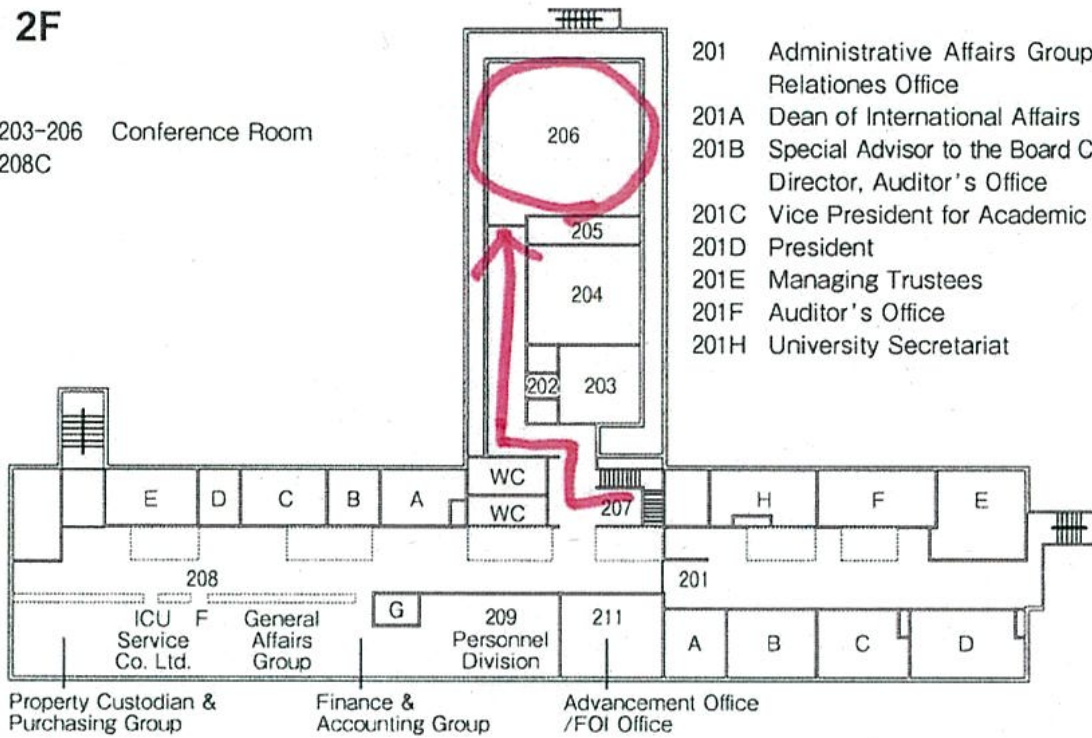 2F
203-206 Conference Room
208C
201 Administrative Affairs Group
Relationes Office
201A Dean of International Affairs
201B Special Advisor to the Board C
Director, Auditor's Office
201C Vice President for Academic
201D President
201E Managing Trustees
201F Auditor's Office
201H University Secretariat
206
205
204
202 203
WC
WC
207
E D C B A
H F E
208
201
ICU
Service
Co. Ltd.
F
General
Affairs
Group
G
209
Personnel
Division
211
A B C D
Property Custodian &
Purchasing Group
Finance &
Accounting Group
Advancement Office
/FOI Office